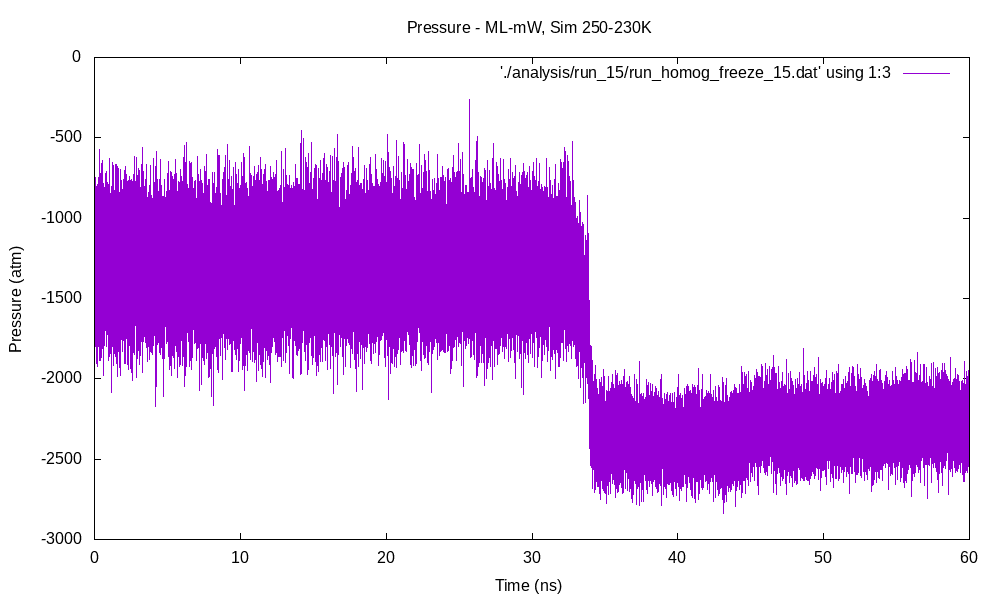 Pressure - ML-mW, Sim 250-230K
'./analysis/run_15/run_homog_freeze_15.dat' using 1:3
0
-500
-1000
-1500
-2000
-2500
-3000
Pressure (atm)
0 10 20 30 40 50 60
Time (ns)